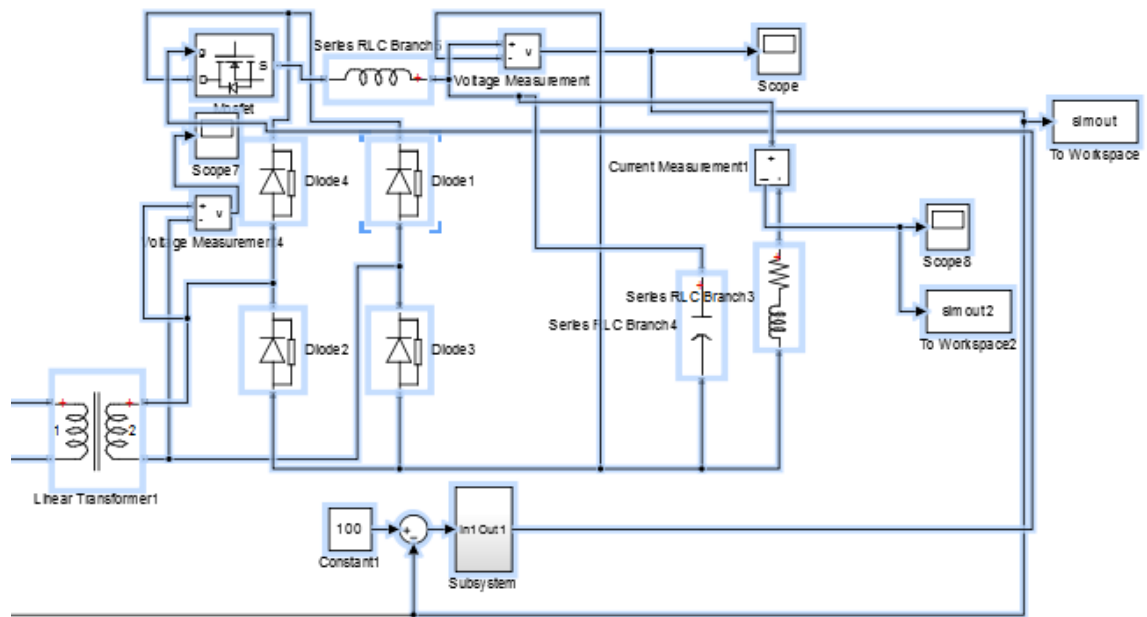 Series RLC Branch5
g
D
S
Mosfet
+
-
v
Voltage Measurement
Scope
simout
To Workspace
Scope7
Diode4
Diode1
Current Measurement1
+
-
+
-
v
Voltage Measurement4
Scope8
Series RLC Branch3
Series RLC Branch4
simout2
To Workspace2
Diode2
Diode3
+
+
1
2
Linear Transformer1
100
Constant1
+
-
In1 Out1
Subsystem